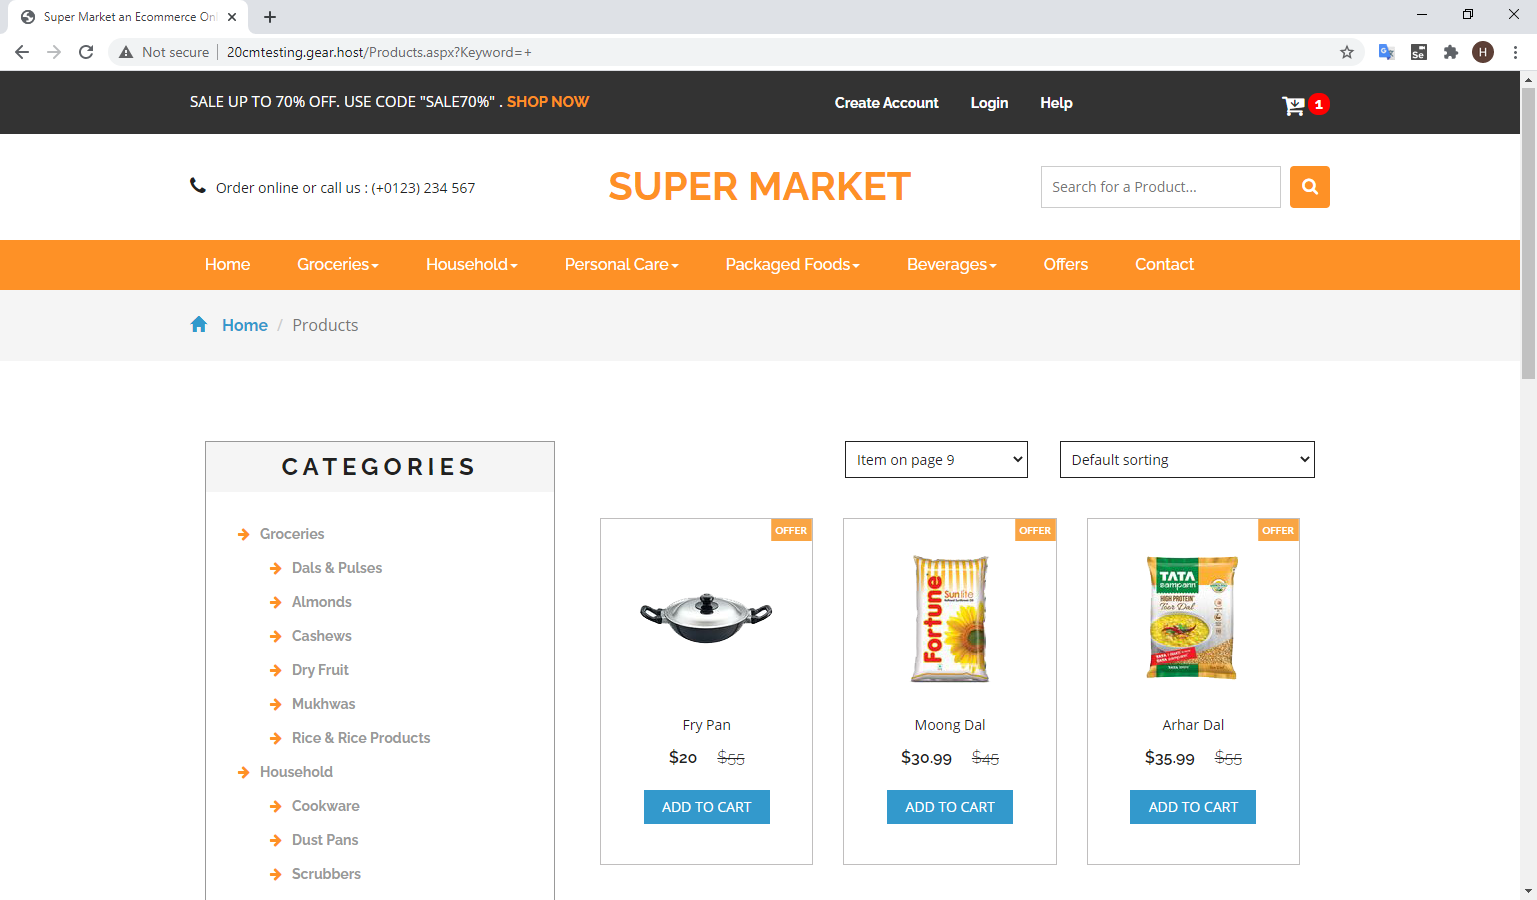 Super Market an Ecommerce Onl
Not secure
20cmtesting.gear.host/Products.aspx?Keyword=+
Se
H
SALE UP TO 70% OFF. USE CODE "SALE70%" . SHOP NOW
Create Account
Login
Help
1
Order online or call us : (+0123) 234 567
SUPER MARKET
Search for a Product...
Home
Groceries
Household
Personal Care
Packaged Foods
Beverages
Offers
Contact
Home / Products
CATEGORIES
Item on page 9
Default sorting
Groceries
Dals & Pulses
Almonds
Cashews
Dry Fruit
Mukhwas
Rice & Rice Products
Household
Cookware
Dust Pans
Scrubbers
OFFER
Fry Pan
$20 $55
ADD TO CART
OFFER
Fortune
Sunlite
Moong Dal
$30.99 $45
ADD TO CART
OFFER
TATA
sampann
HIGH PROTEIN
Toor Dal
Arhar Dal
$35.99 $55
ADD TO CART